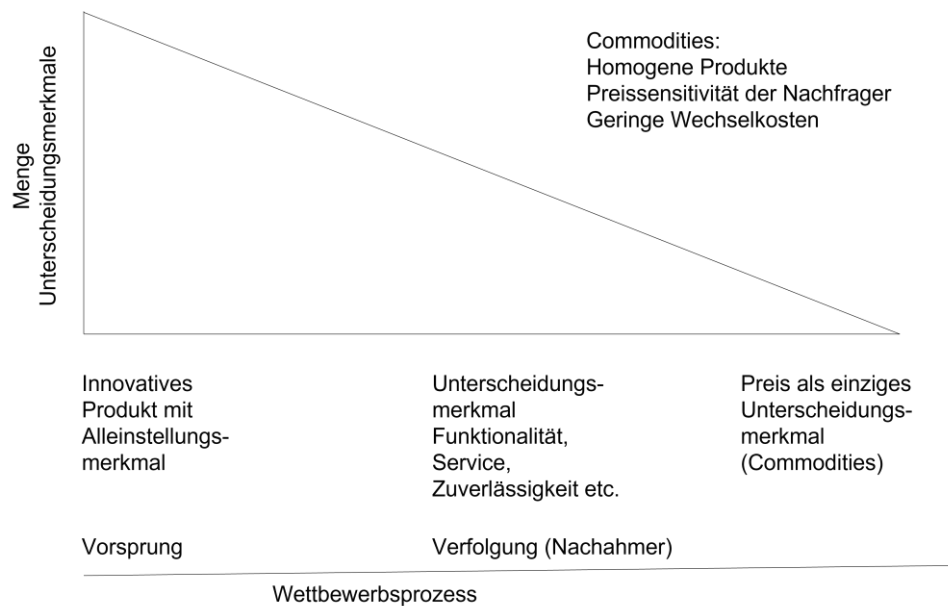 Commodities:
Homogene Produkte
Preissensitivität der Nachfrager
Geringe Wechselkosten
Menge
Unterscheidungsmerkmale
Innovatives
Produkt mit
Alleinstellungs-
merkmal
Unterscheidungs-
merkmal
Funktionalität,
Service,
Zuverlässigkeit etc.
Preis als einziges
Unterscheidungs-
merkmal
(Commodities)
Vorsprung
Verfolgung (Nachahmer)
Wettbewerbsprozess